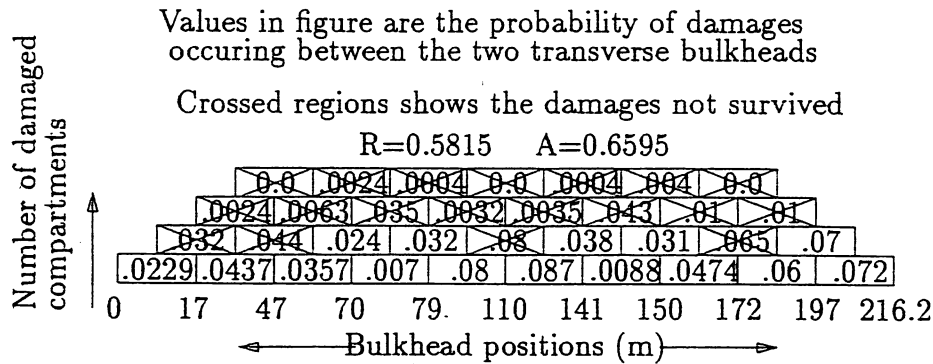 Values in figure are the probability of damages
occuring between the two transverse bulkheads
Crossed regions shows the damages not survived
R=0.5815 A=0.6595
Number of damaged
compartments
0.0 .0024 .0004 0.0 .0004 .004 0.0
.0024 .0063 .035 .0032 .0035 .043 .01 .01
.032 .044 .024 .032 .08 .038 .031 .065 .07
.0229 .0437 .0357 .007 .08 .087 .0088 .0474 .06 .072
0 17 47 70 79. 110 141 150 172 197 216.2
Bulkhead positions (m)